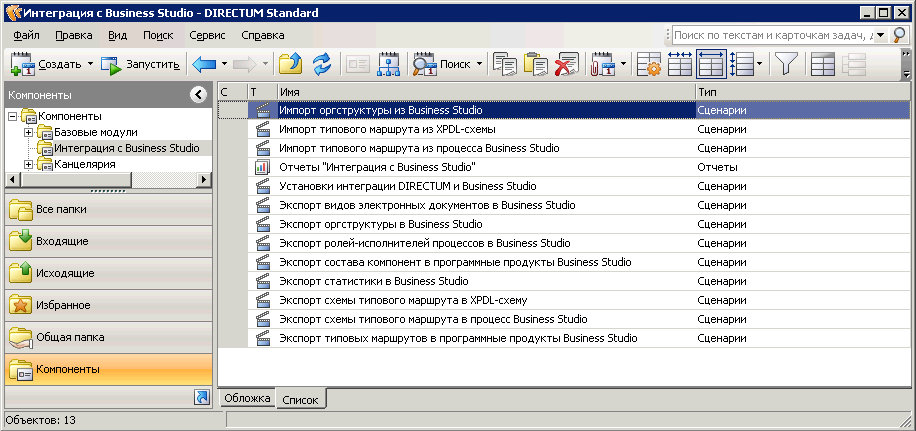 Интеграция с Business Studio - DIRECTUM Standard
Файл Правка Вид Поиск Сервис Справка
Поиск по текстам и карточкам задач, д
Создать Запустить Поиск
Компоненты
Компоненты
Базовые модули
Интеграция с Business Studio
Канцелярия
Все папки
Входящие
Исходящие
Избранное
Общая папка
Компоненты
С Т Имя Тип
Импорт оргструктуры из Business Studio Сценарии
Импорт типового маршрута из XPDL-схемы Сценарии
Импорт типового маршрута из процесса Business Studio Сценарии
Отчеты "Интеграция с Business Studio" Отчеты
Установки интеграции DIRECTUM и Business Studio Сценарии
Экспорт видов электронных документов в Business Studio Сценарии
Экспорт оргструктуры в Business Studio Сценарии
Экспорт ролей-исполнителей процессов в Business Studio Сценарии
Экспорт состава компонент в программные продукты Business Studio Сценарии
Экспорт статистики в Business Studio Сценарии
Экспорт схемы типового маршрута в XPDL-схему Сценарии
Экспорт схемы типового маршрута в процесс Business Studio Сценарии
Экспорт типовых маршрутов в программные продукты Business Studio Сценарии
Обложка Список
Объектов: 13